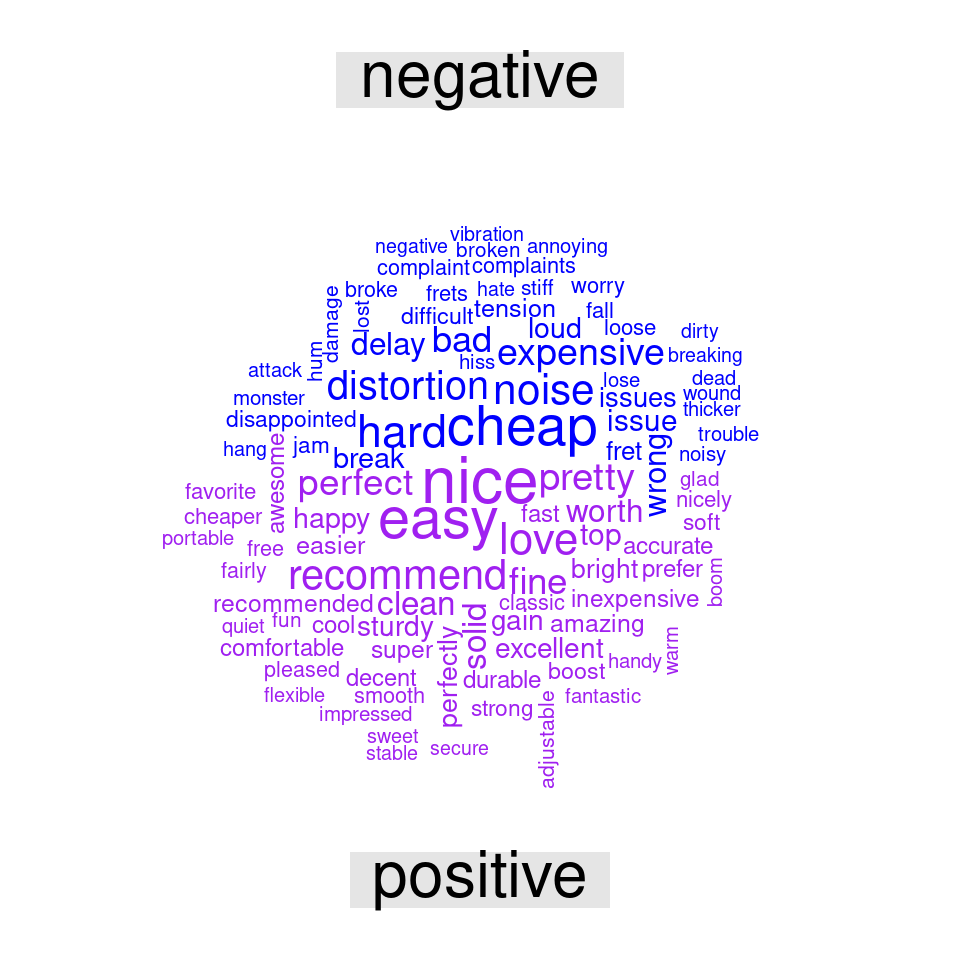 negative
vibration
negative broken annoying
complaint complaints
damage broke lost frets hate stiff worry
difficult tension fall
hum delay bad loud loose dirty
attack hiss expensive breaking
monster distortion noise lose issues dead wound
disappointed hard cheap issue thicker
hang jam break fret wrong trouble noisy
favorite awesome perfect nice pretty glad
cheaper happy easy fast worth nicely soft
portable free easier love top accurate
fairly recommend fine bright prefer boom
recommended clean classic inexpensive
quiet fun cool sturdy solid gain amazing
comfortable super perfectly excellent handy warm
pleased decent durable boost
flexible smooth strong adjustable fantastic
impressed
sweet
stable secure
positive